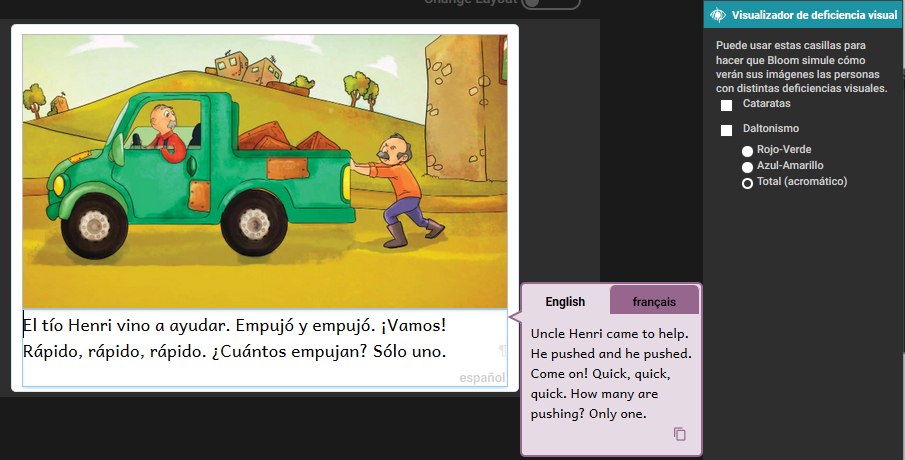 Change Layout
El tío Henri vino a ayudar. Empujó y empujó. ¡Vamos!
Rápido, rápido, rápido. ¿Cuántos empujan? Sólo uno.
español
English
français
Uncle Henri came to help.
He pushed and he pushed.
Come on! Quick, quick,
quick. How many are
pushing? Only one.
Visualizador de deficiencia visual
Puede usar estas casillas para
hacer que Bloom simule cómo
verán sus imágenes las personas
con distintas deficiencias visuales.
Cataratas
Daltonismo
Rojo-Verde
Azul-Amarillo
Total (acromático)